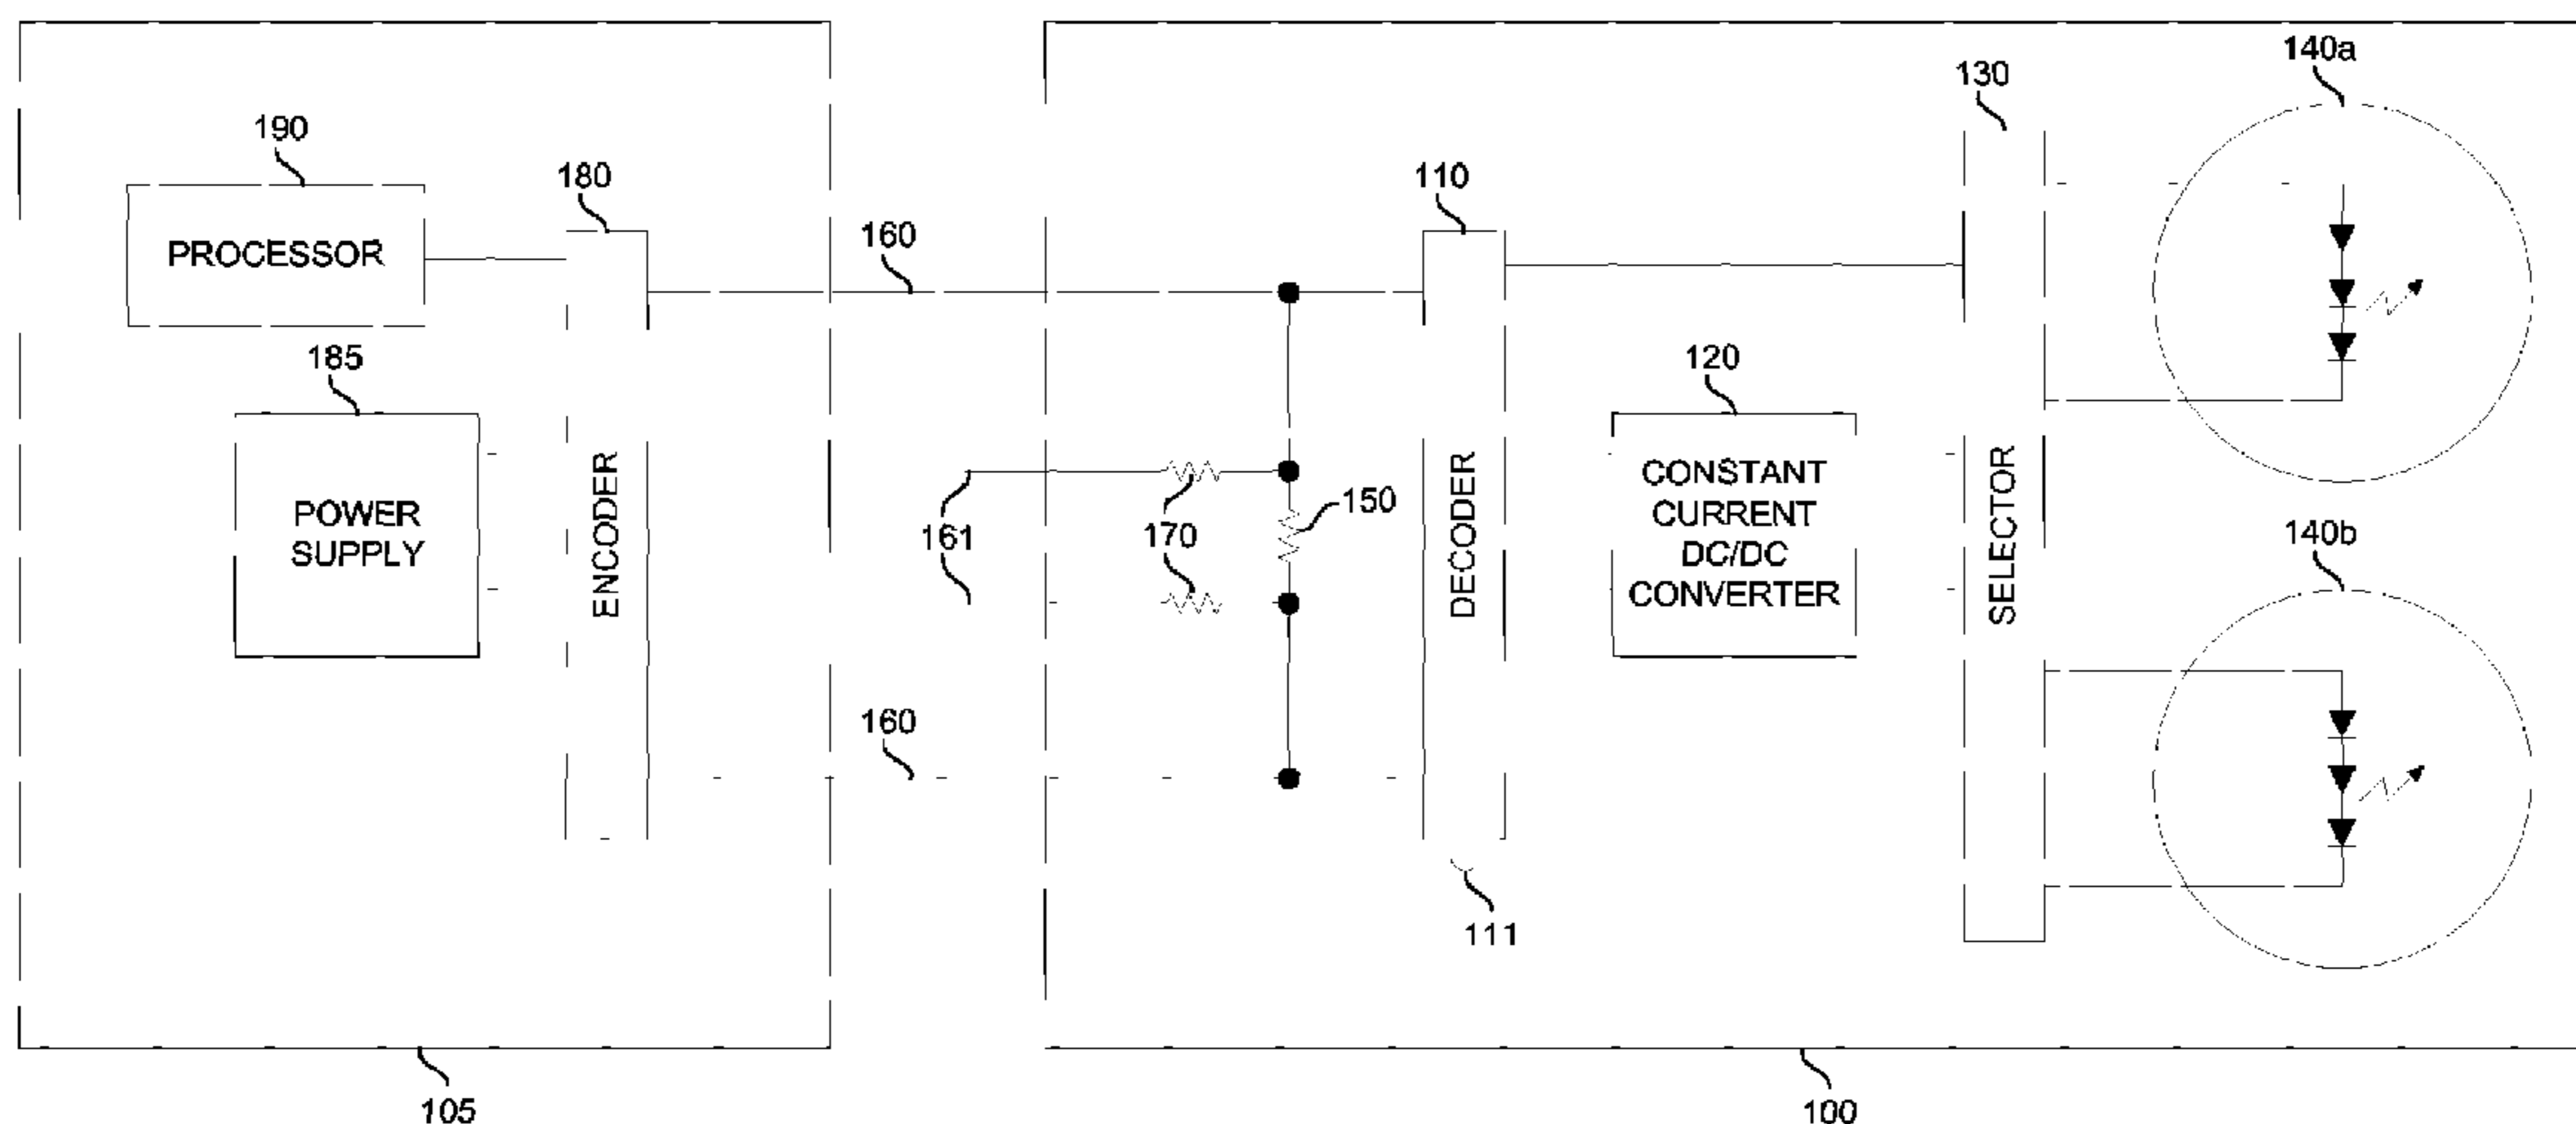 140a
130
190
180
110
PROCESSOR
160
185
120
POWER
SUPPLY
ENCODER
161
170
150
DECODER
CONSTANT
CURRENT
DC/DC
CONVERTER
SELECTOR
140b
160
111
105
100